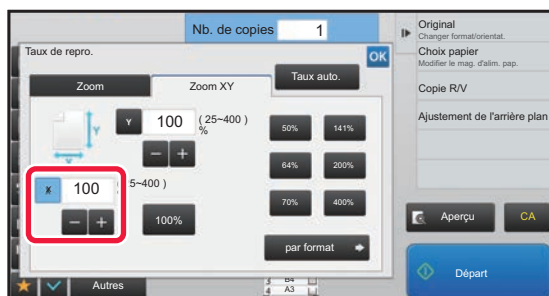 Nb. de copies 1
Original
Changer format/orientat.
Taux de repro.
OK
Choix papier
Modifier le mag. d'alim. pap.
Zoom
Zoom XY
Taux auto.
Copie R/V
Y
Y 100 ( 25~400 )
%
50% 141%
Ajustement de l'arrière plan
− +
X 100 5~400 )
64% 200%
− +
100%
70% 400%
Aperçu
CA
par format
Départ
Autres
3 B4
4 A3